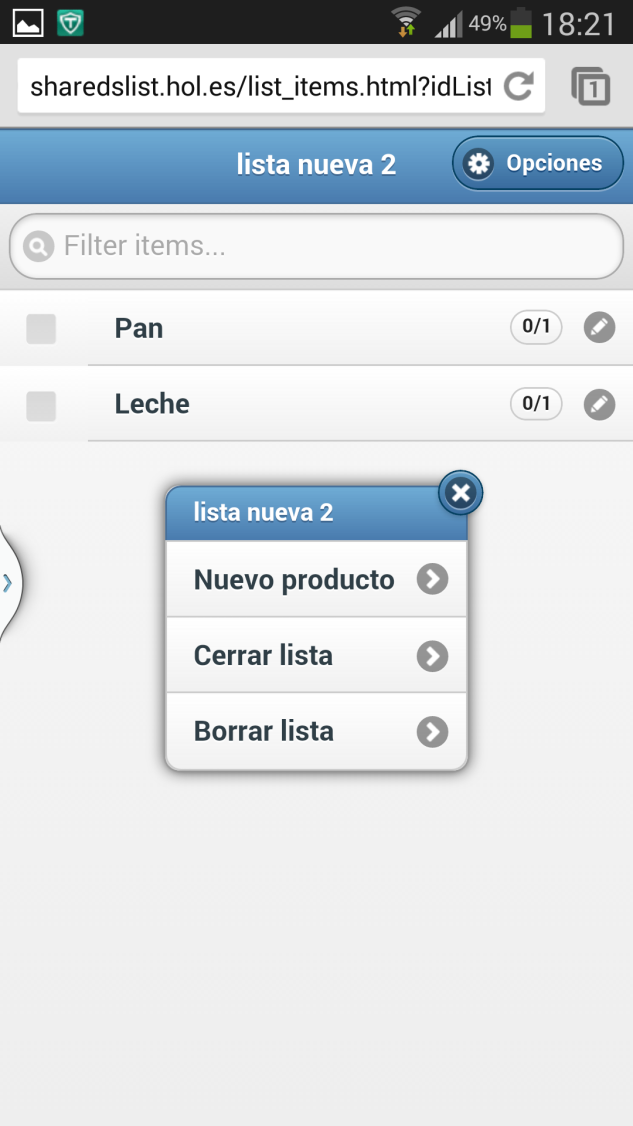 49% 18:21
sharedslist.hol.es/list_items.html?idList
1
lista nueva 2 Opciones
Filter items...
Pan 0/1
Leche 0/1
lista nueva 2
Nuevo producto
Cerrar lista
Borrar lista